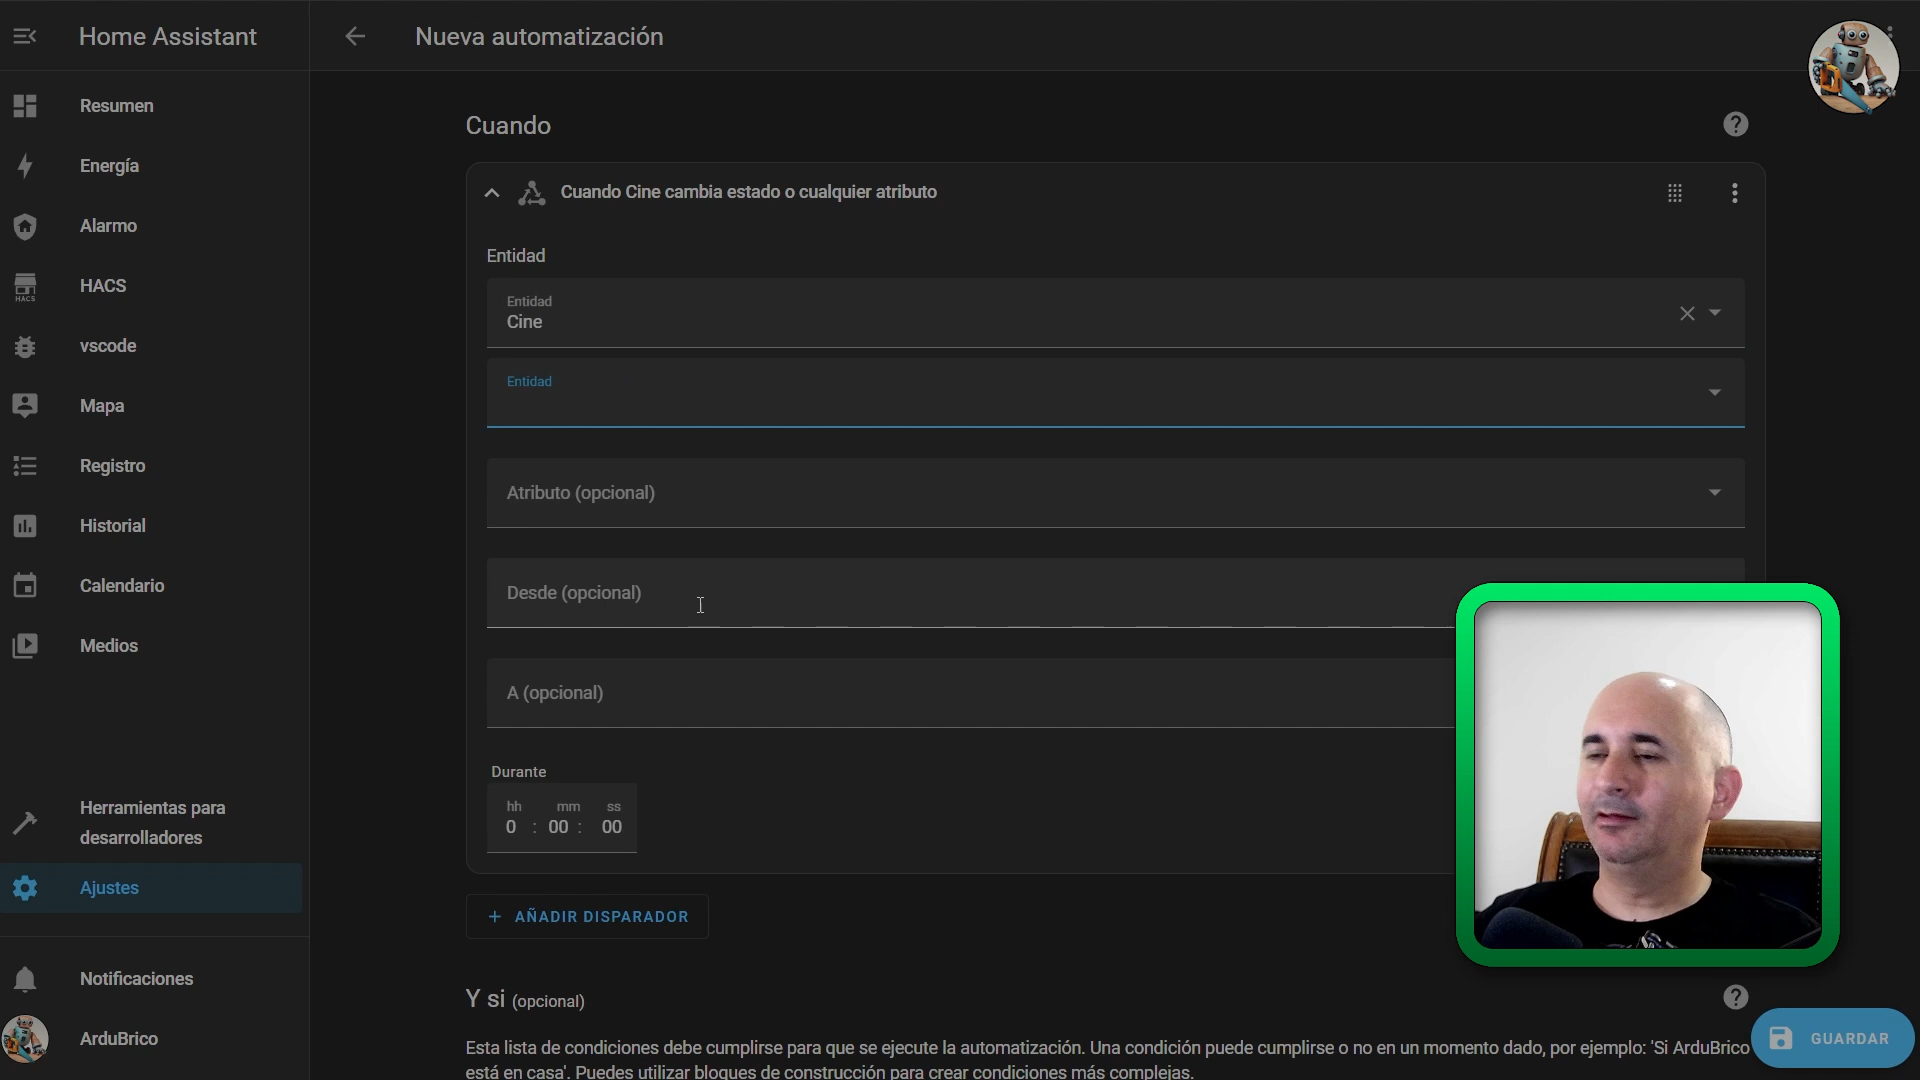 Home Assistant
Nueva automatización
Resumen
Energía
Alarmo
HACS
HACS
vscode
Mapa
Registro
Historial
Calendario
Medios
Herramientas para
desarrolladores
Ajustes
Notificaciones
ArduBrico
Cuando
Cuando Cine cambia estado o cualquier atributo
Entidad
Entidad
Cine
Entidad
Atributo (opcional)
Desde (opcional)
A (opcional)
Durante
hh mm ss
0 : 00 : 00
+ AÑADIR DISPARADOR
Y si (opcional)
Esta lista de condiciones debe cumplirse para que se ejecute la automatización. Una condición puede cumplirse o no en un momento dado, por ejemplo: 'Si ArduBrico
está en casa'. Puedes utilizar bloques de construcción para crear condiciones más complejas.
GUARDAR